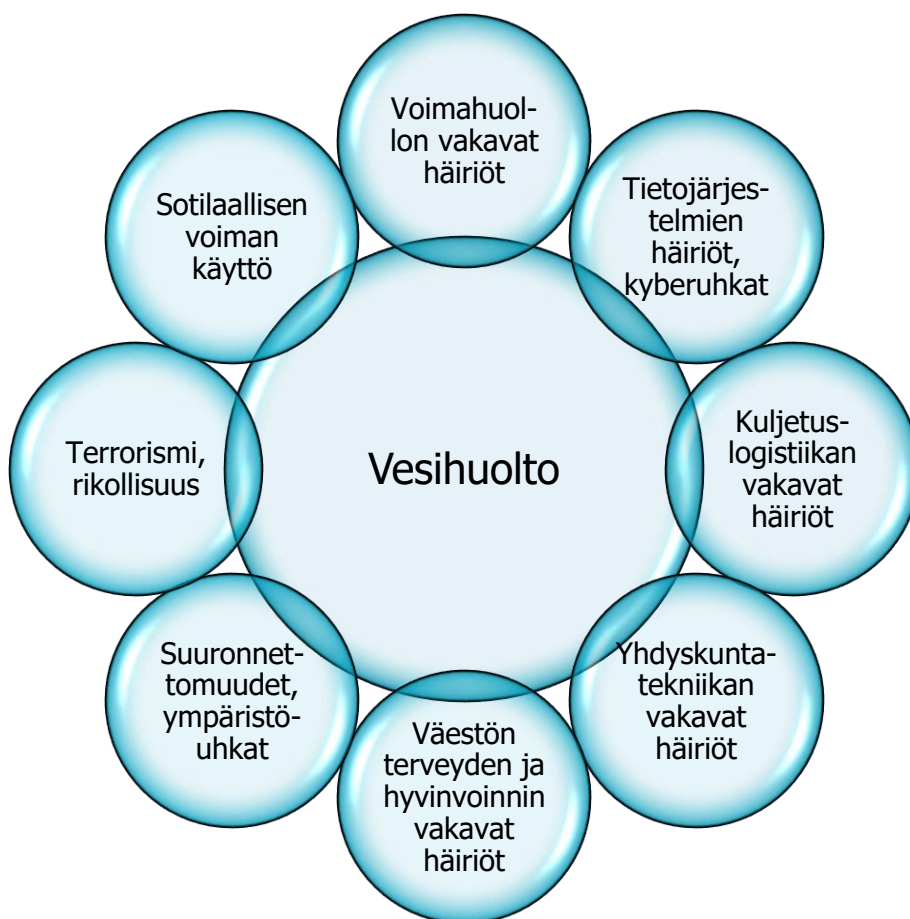 Voimahuol-
lon vakavat
häiriöt
Tietojärjes-
telmien
häiriöt,
kyberuhkat
Kuljetus-
logistiikan
vakavat
häiriöt
Yhdyskunta-
tekniikan
vakavat
häiriöt
Väestön
terveyden ja
hyvinvoinnin
vakavat
häiriöt
Suuronnet-
tomuudet,
ympäristö-
uhkat
Terrorismi,
rikollisuus
Sotilaallisen
voiman
käyttö
Vesihuolto